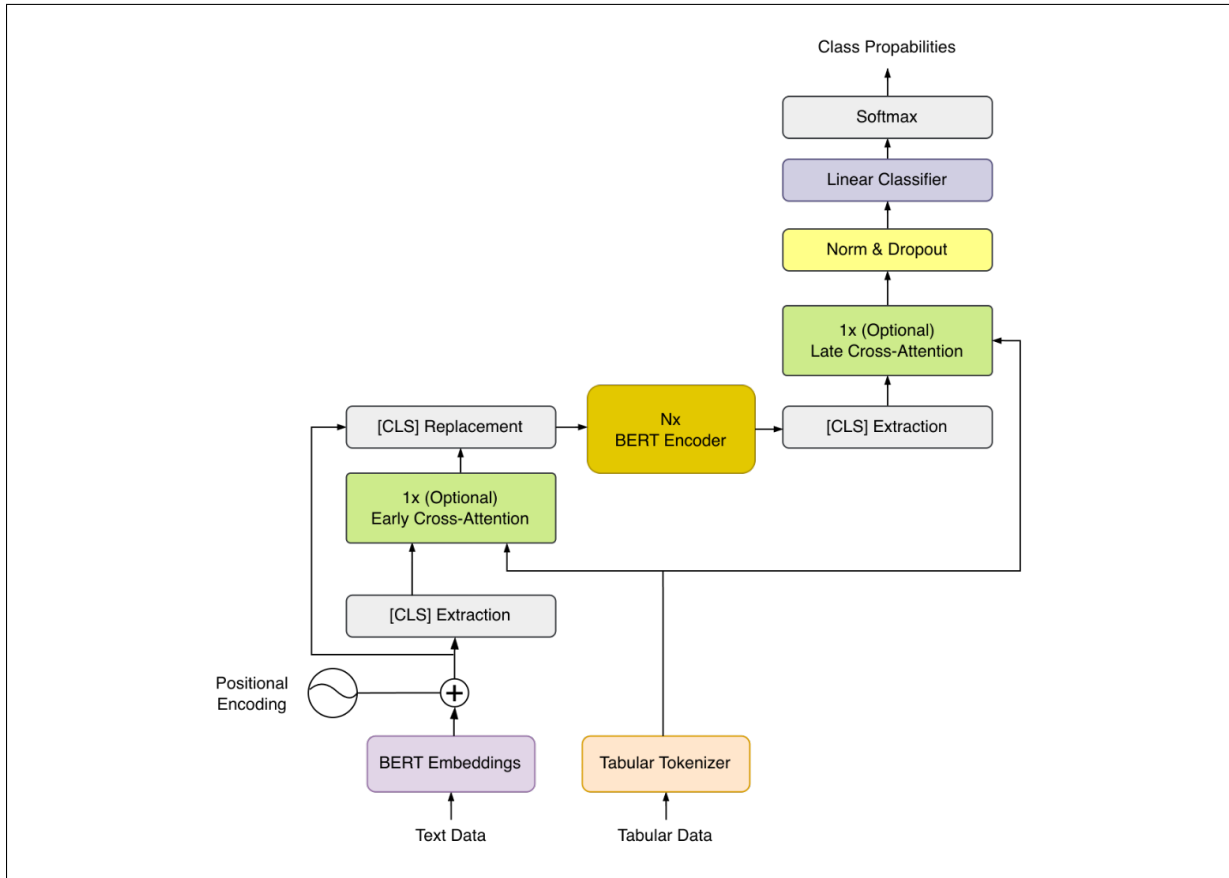 Class Propabilities
Softmax
Linear Classifier
Norm & Dropout
1x (Optional)
Late Cross-Attention
[CLS] Extraction
Nx
BERT Encoder
[CLS] Replacement
1x (Optional)
Early Cross-Attention
[CLS] Extraction
Positional
Encoding
BERT Embeddings
Tabular Tokenizer
Text Data
Tabular Data